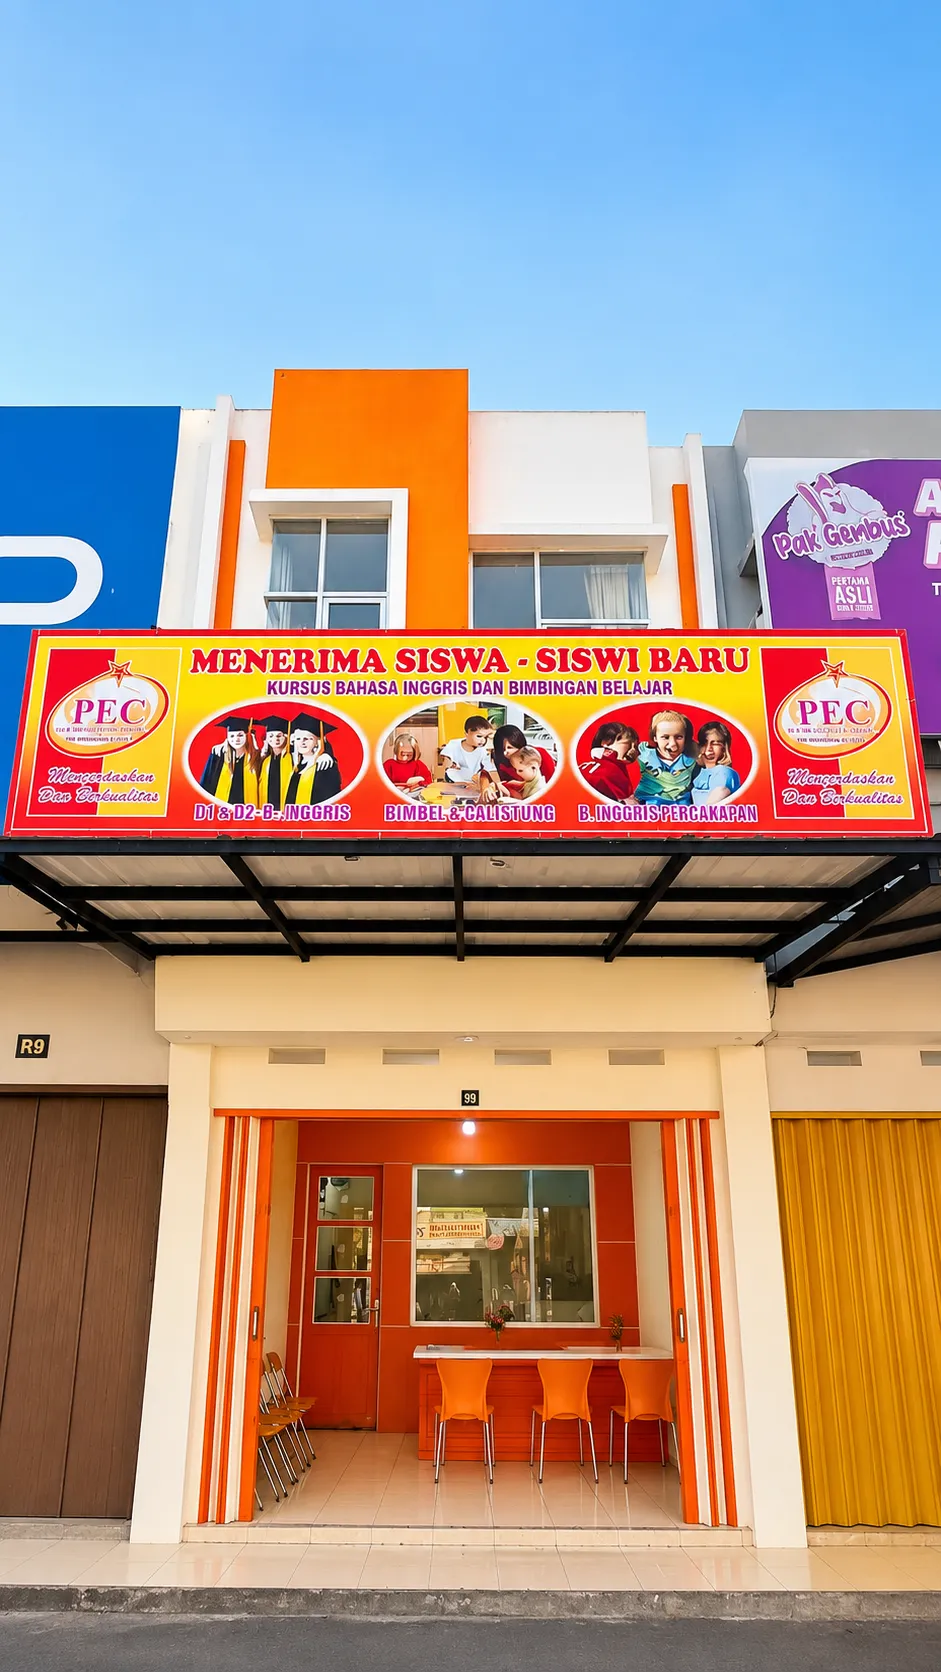 MENERIMA SISWA - SISWI BARU
KURSUS BAHASA INGGRIS DAN BIMBINGAN BELAJAR
PEC
Mencerdaskan
Dan Berkualitas
D1 & D2-B. INGGRIS
BIMBEL & CALISTUNG
B. INGGRIS PERCAKAPAN
PEC
Mencerdaskan
Dan Berkualitas
Pak Gembus
PERTAMA
ASLI
R9
99